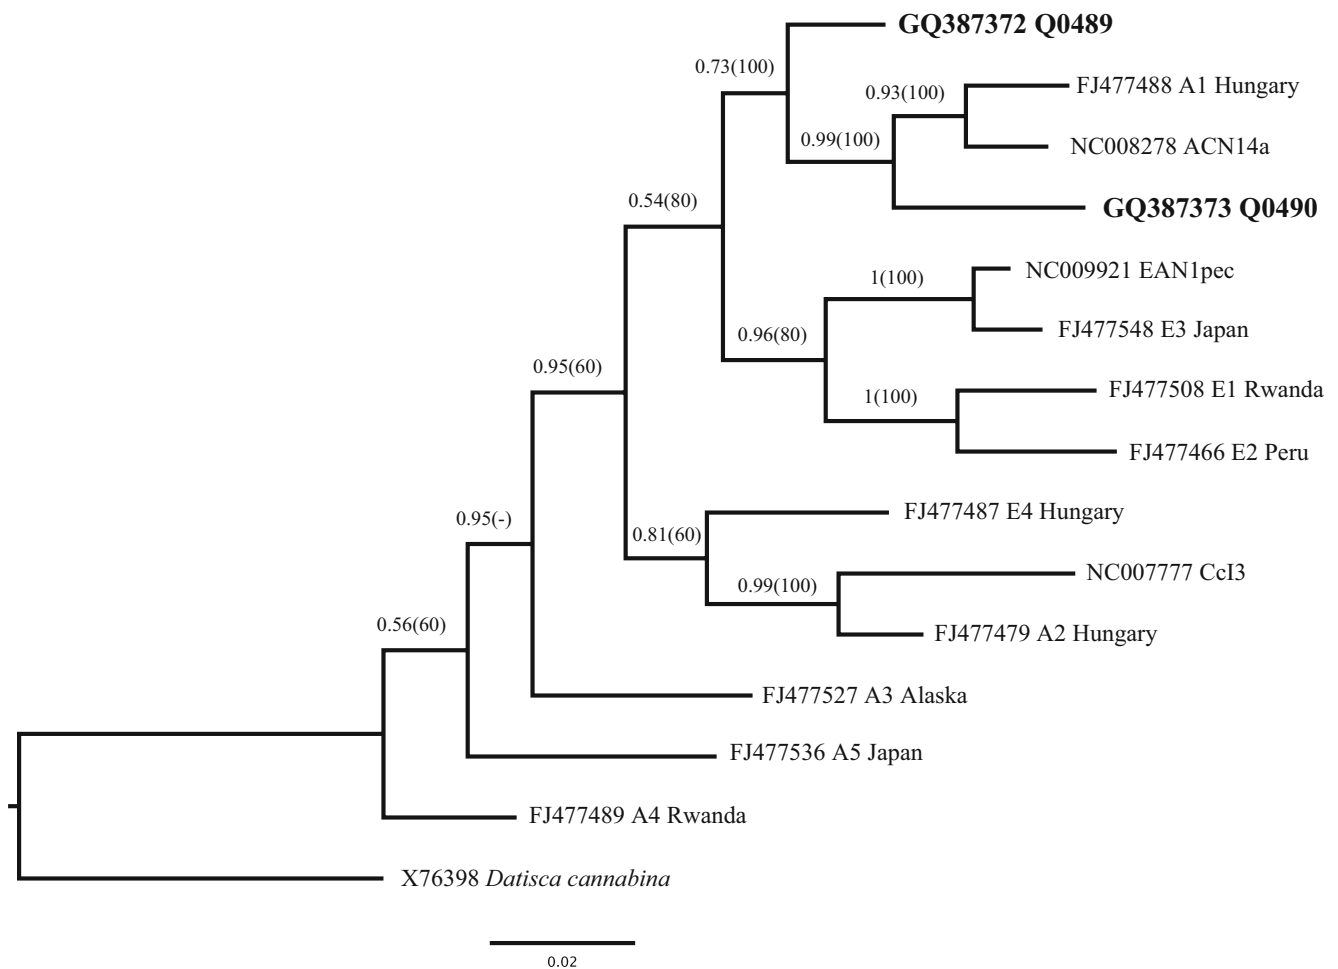 GQ387372 Q0489
0.73(100)
FJ477488 A1 Hungary
0.93(100)
0.99(100)
NC008278 ACN14a
0.54(80)
GQ387373 Q0490
NC009921 EAN1pec
1(100)
FJ477548 E3 Japan
0.96(80)
0.95(60)
FJ477508 E1 Rwanda
1(100)
FJ477466 E2 Peru
FJ477487 E4 Hungary
0.95(-)
0.81(60)
NC007777 CcI3
0.99(100)
0.56(60)
FJ477479 A2 Hungary
FJ477527 A3 Alaska
FJ477536 A5 Japan
FJ477489 A4 Rwanda
X76398 Datisca cannabina
0.02